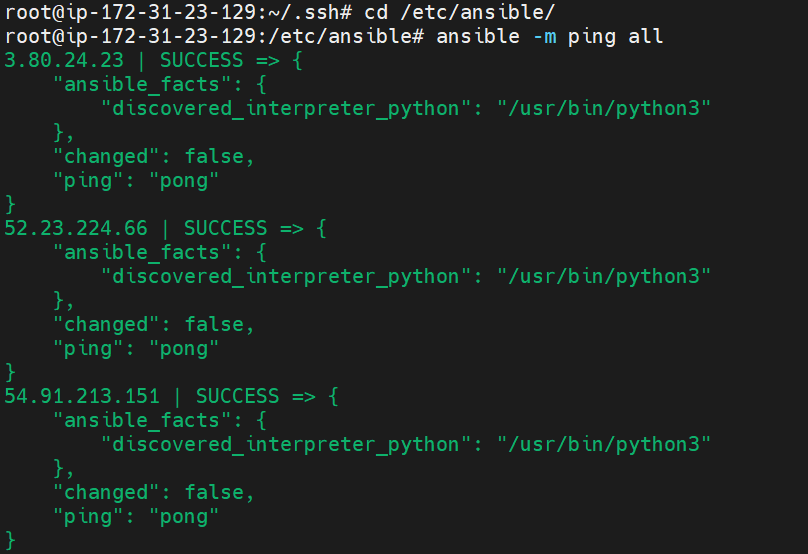 root@ip-172-31-23-129:~/.ssh# cd /etc/ansible/
root@ip-172-31-23-129:/etc/ansible# ansible -m ping all
3.80.24.23 | SUCCESS => {
    "ansible_facts": {
        "discovered_interpreter_python": "/usr/bin/python3"
    },
    "changed": false,
    "ping": "pong"
}
52.23.224.66 | SUCCESS => {
    "ansible_facts": {
        "discovered_interpreter_python": "/usr/bin/python3"
    },
    "changed": false,
    "ping": "pong"
}
54.91.213.151 | SUCCESS => {
    "ansible_facts": {
        "discovered_interpreter_python": "/usr/bin/python3"
    },
    "changed": false,
    "ping": "pong"
}